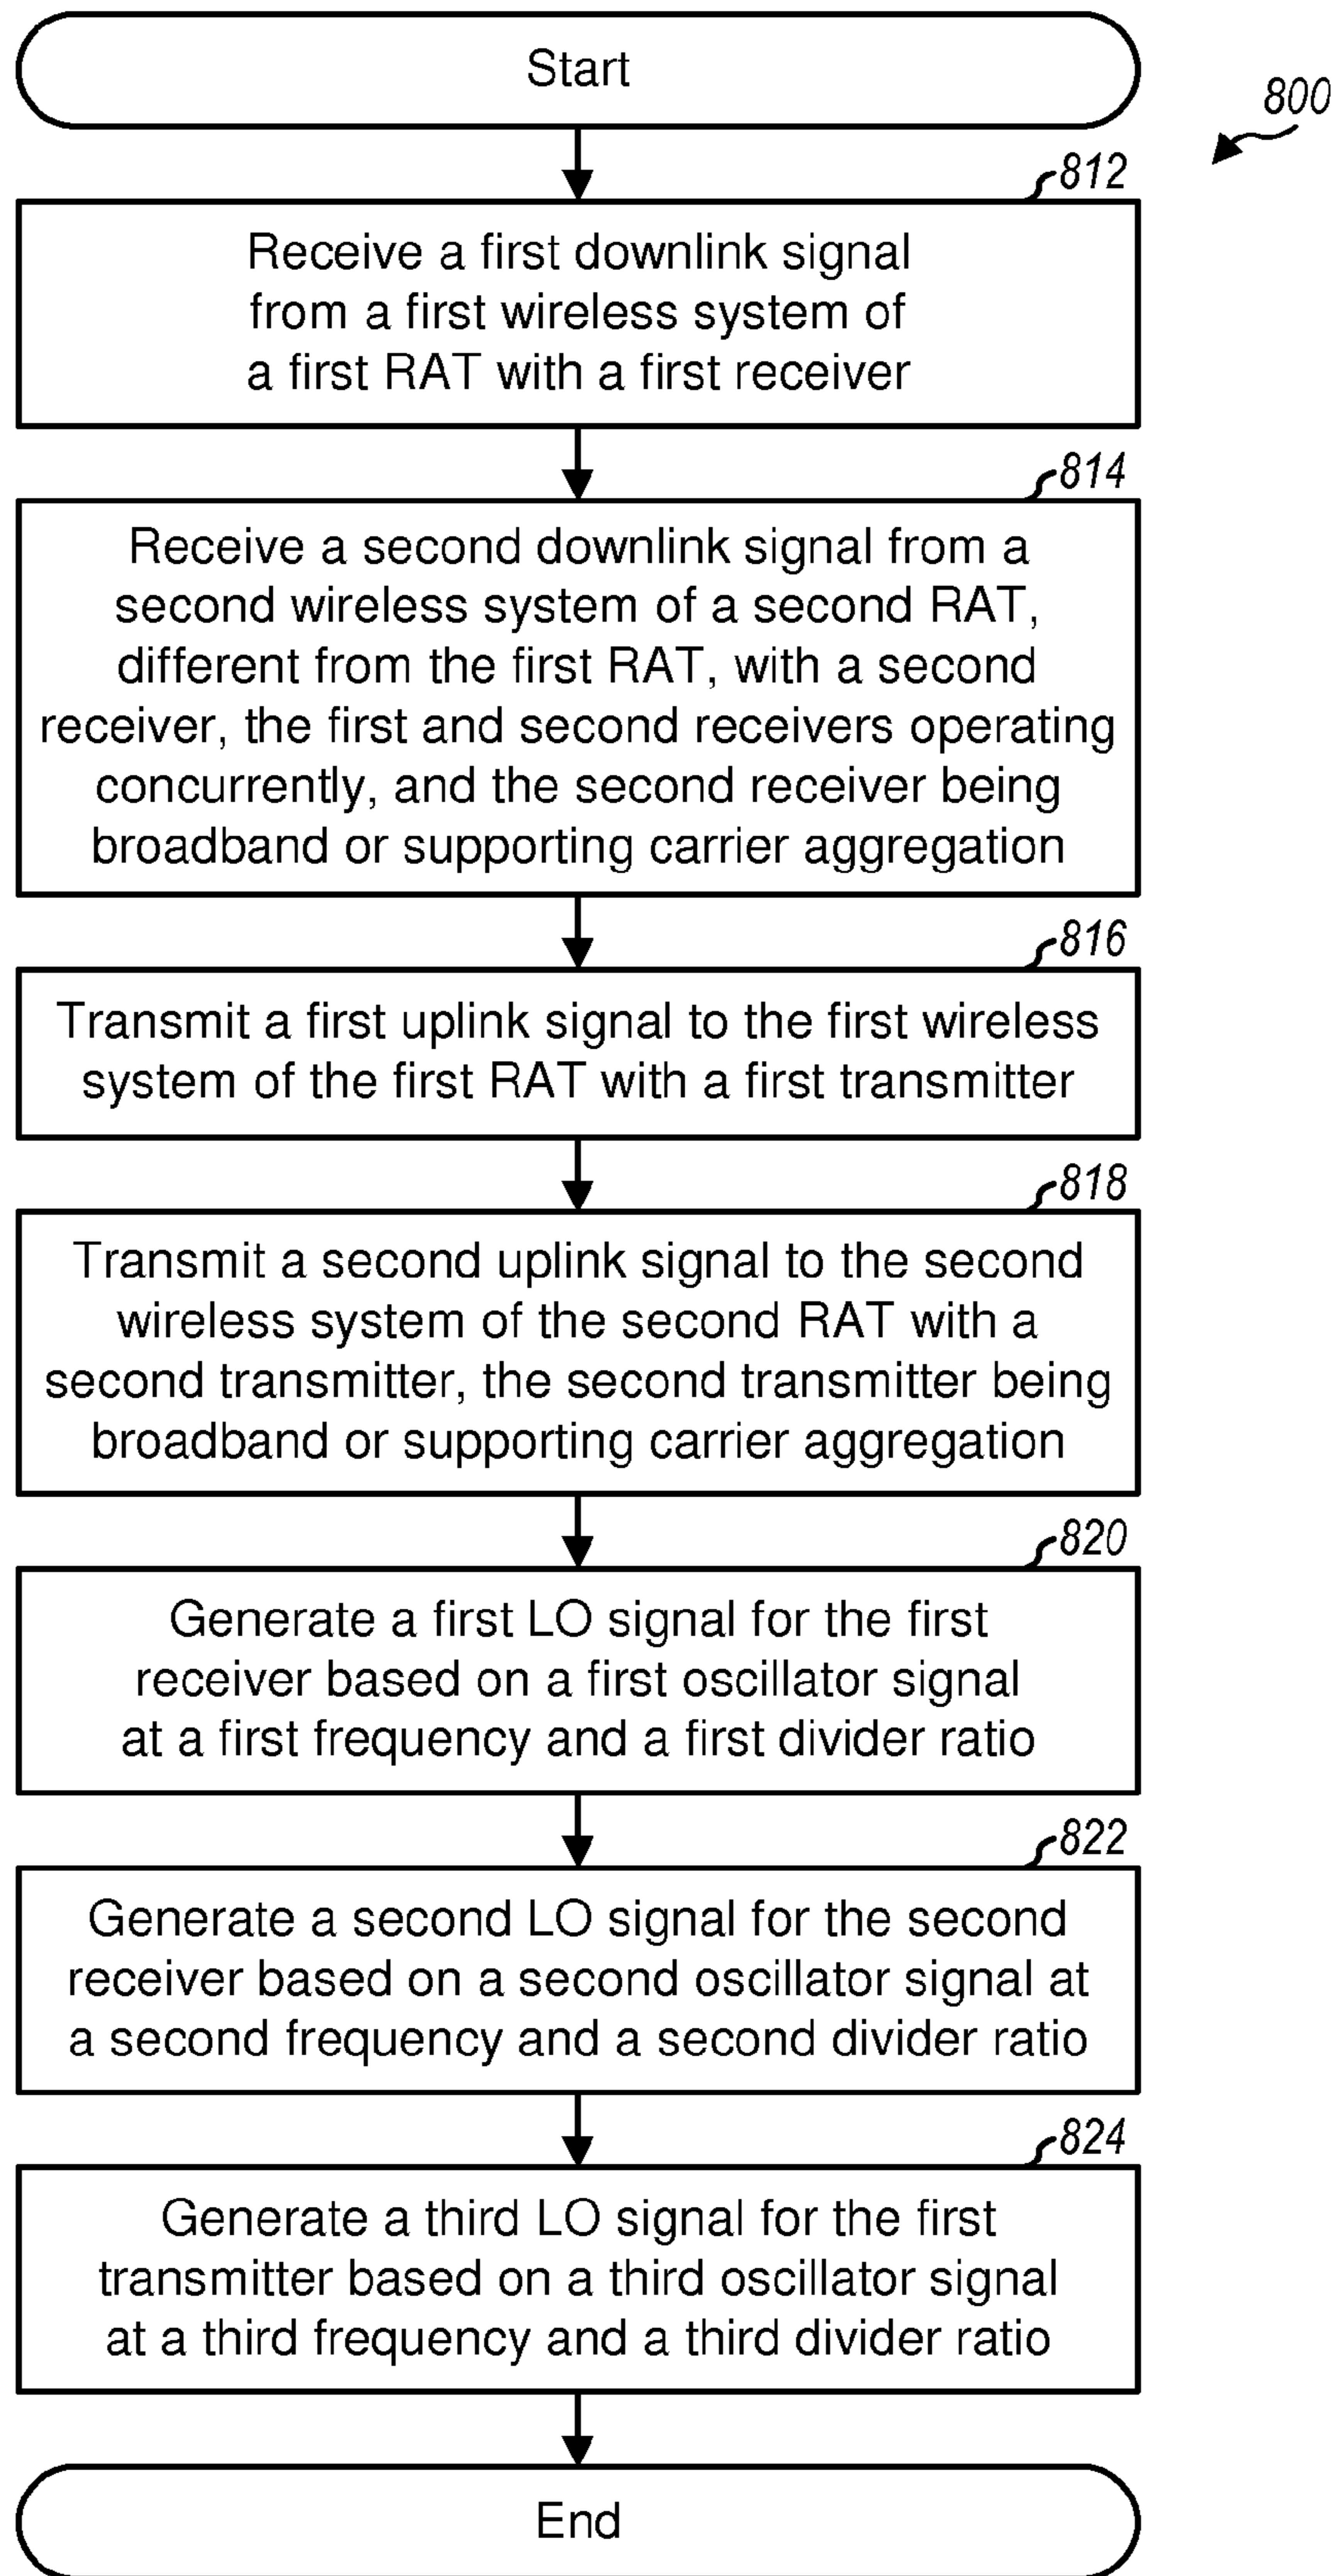 Start
800
812
Receive a first downlink signal
from a first wireless system of
a first RAT with a first receiver
814
Receive a second downlink signal from a
second wireless system of a second RAT,
different from the first RAT, with a second
receiver, the first and second receivers operating
concurrently, and the second receiver being
broadband or supporting carrier aggregation
816
Transmit a first uplink signal to the first wireless
system of the first RAT with a first transmitter
818
Transmit a second uplink signal to the second
wireless system of the second RAT with a
second transmitter, the second transmitter being
broadband or supporting carrier aggregation
820
Generate a first LO signal for the first
receiver based on a first oscillator signal
at a first frequency and a first divider ratio
822
Generate a second LO signal for the second
receiver based on a second oscillator signal at
a second frequency and a second divider ratio
824
Generate a third LO signal for the first
transmitter based on a third oscillator signal
at a third frequency and a third divider ratio
End